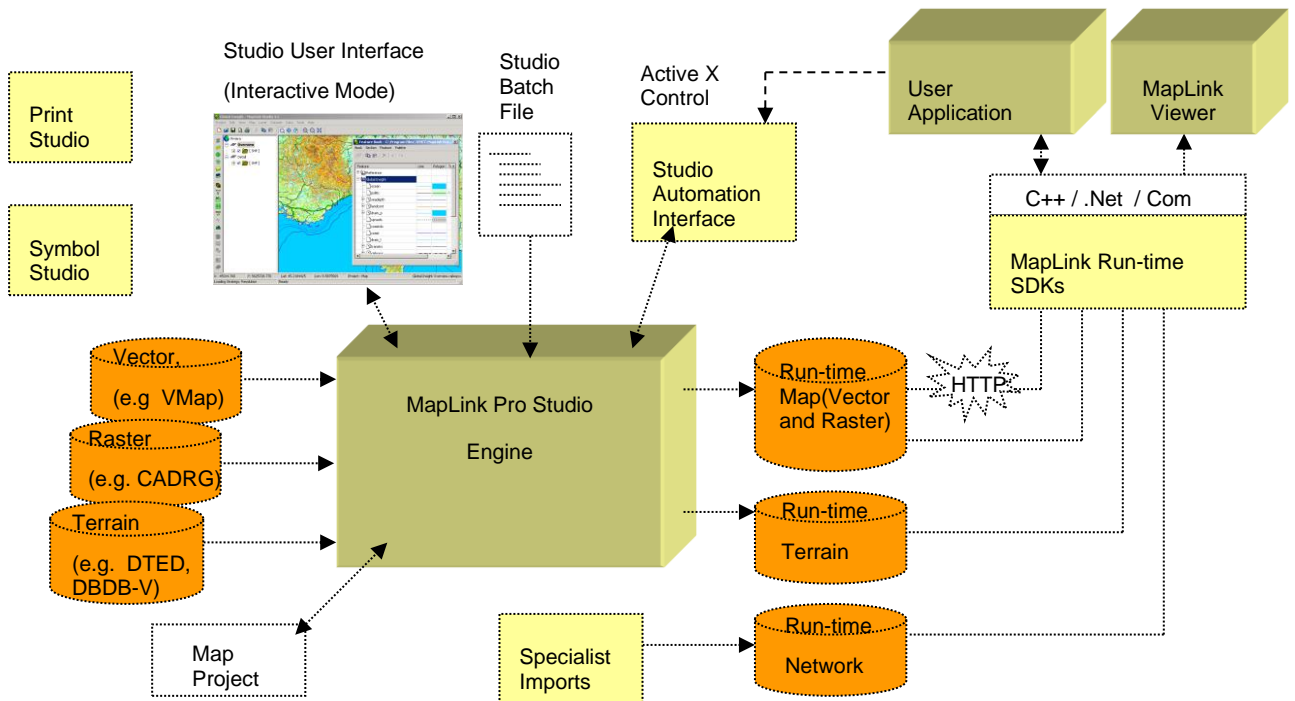 Studio User Interface
(Interactive Mode)
Studio
Batch
File
Active X
Control
User
Application
MapLink
Viewer
Print
Studio
Symbol
Studio
Studio
Automation
Interface
C++ / .Net / Com
MapLink Run-time
SDKs
Vector,
(e.g VMap)
Raster
(e.g. CADRG)
Terrain
(e.g. DTED,
DBDB-V)
MapLink Pro Studio
Engine
Run-time
Map(Vector
and Raster)
HTTP
Run-time
Terrain
Run-time
Network
Map
Project
Specialist
Imports